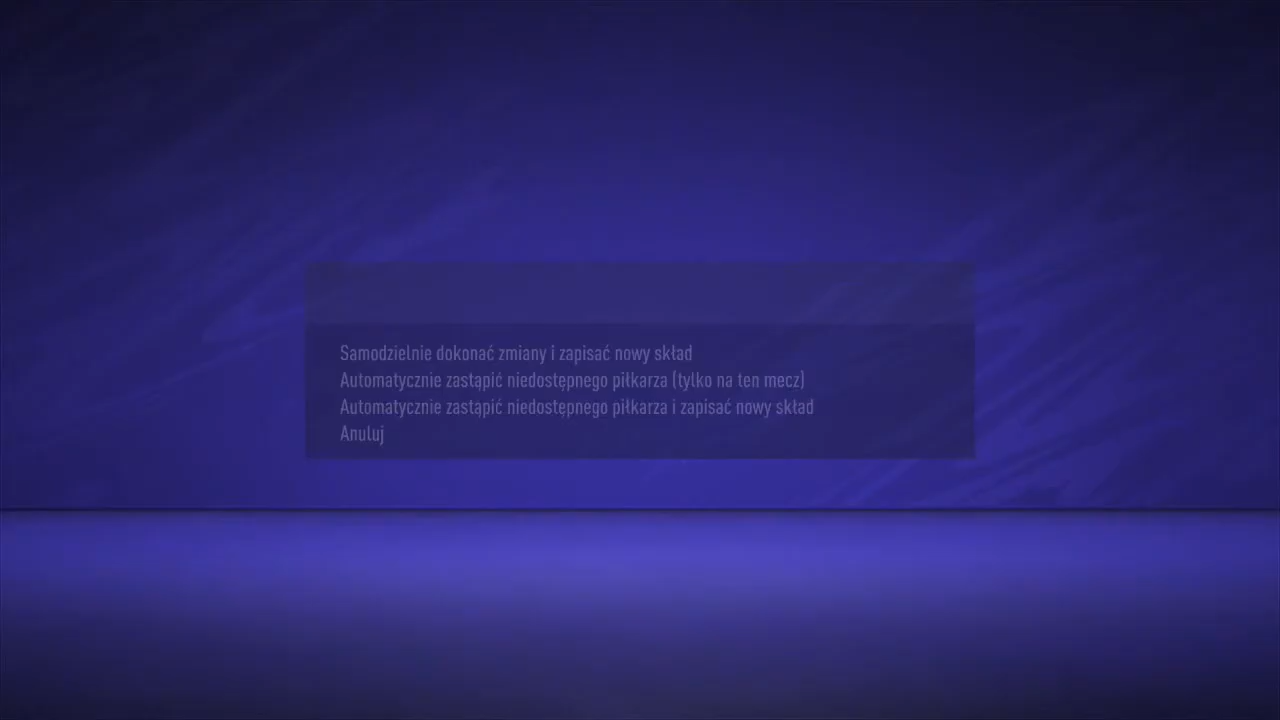 Samodzielnie dokonać zmiany i zapisać nowy skład
Automatycznie zastąpić niedostępnego piłkarza (tylko na ten mecz)
Automatycznie zastąpić niedostępnego piłkarza i zapisać nowy skład
Anuluj